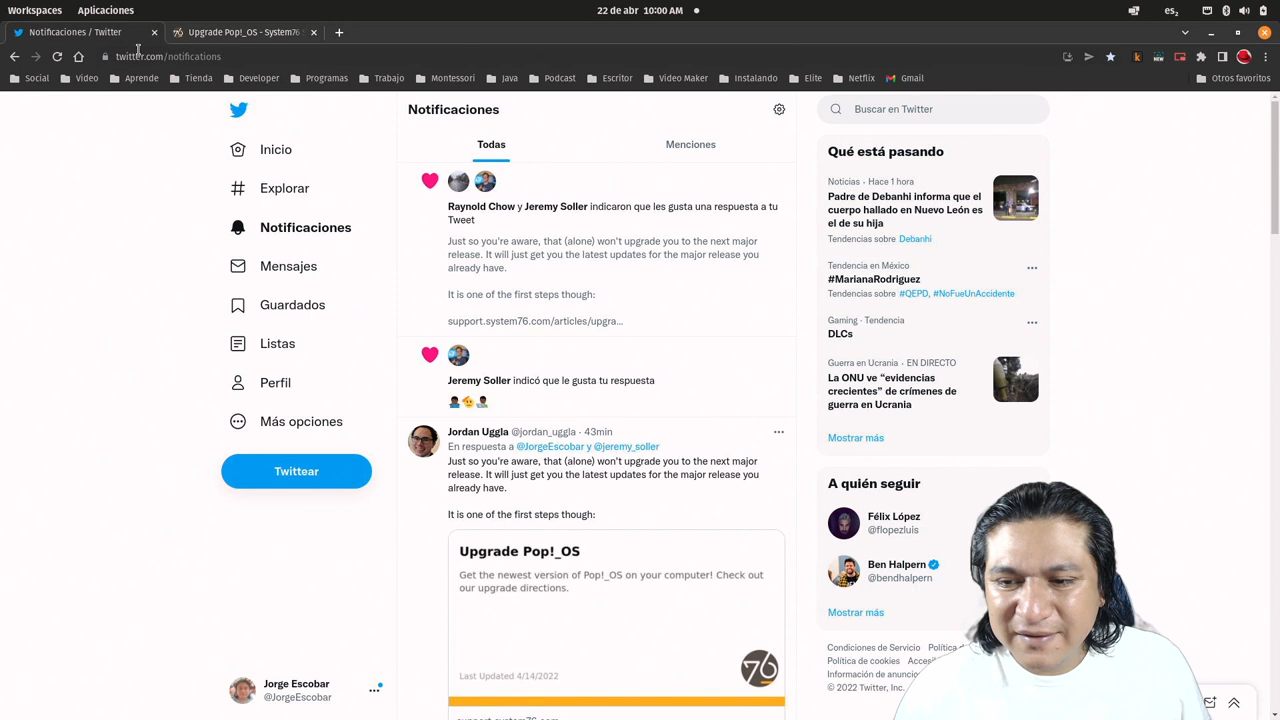 Workspaces Aplicaciones 22 de abr 10:00 AM es₂
Notificaciones / Twitter Upgrade Pop!_OS - System76
twitter.com/notifications
Social Video Aprende Tienda Developer Programas Trabajo Montessori Java Podcast Escritor Video Maker Instalando Elite Netflix Gmail Otros favoritos
Inicio
Explorar
Notificaciones
Mensajes
Guardados
Listas
Perfil
Más opciones
Twittear
Jorge Escobar
@JorgeEscobar
Notificaciones
Todas Menciones
Raynold Chow y Jeremy Soller indicaron que les gusta una respuesta a tu
Tweet
Just so you're aware, that (alone) won't upgrade you to the next major
release. It will just get you the latest updates for the major release you
already have.
It is one of the first steps though:
support.system76.com/articles/upgra...
Jeremy Soller indicó que le gusta tu respuesta
Jordan Uggla @jordan_uggla · 43min
En respuesta a @JorgeEscobar y @jeremy_soller
Just so you're aware, that (alone) won't upgrade you to the next major
release. It will just get you the latest updates for the major release you
already have.
It is one of the first steps though:
Upgrade Pop!_OS
Get the newest version of Pop!_OS on your computer! Check out
our upgrade directions.
Last Updated 4/14/2022
76
Buscar en Twitter
Qué está pasando
Noticias · Hace 1 hora
Padre de Debanhi informa que el
cuerpo hallado en Nuevo León es
el de su hija
Tendencias sobre Debanhi
Tendencia en México
#MarianaRodriguez
Tendencias sobre #QEPD, #NoFueUnAccidente
Gaming · Tendencia
DLCs
Guerra en Ucrania · EN DIRECTO
La ONU ve “evidencias
crecientes” de crímenes de
guerra en Ucrania
Mostrar más
A quién seguir
Félix López
@flopezluis
Ben Halpern
@bendhalpern
Mostrar más
Condiciones de Servicio Política
Política de cookies
Información de
© 2022 Twitter, Inc.